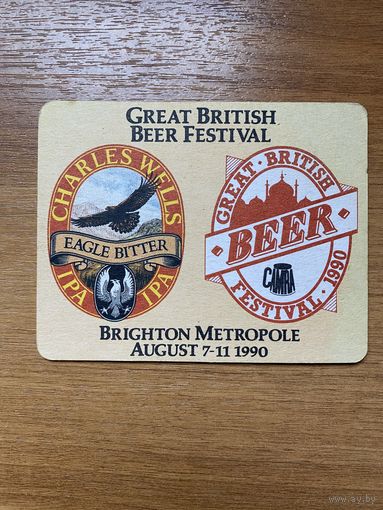 GREAT BRITISH
BEER FESTIVAL
CHARLES WELLS
EAGLE BITTER
IPA IPA
GREAT · BRITISH
· BEER ·
CAMRA
FESTIVAL · 1990
BRIGHTON METROPOLE
AUGUST 7-11 1990
www.ay.by